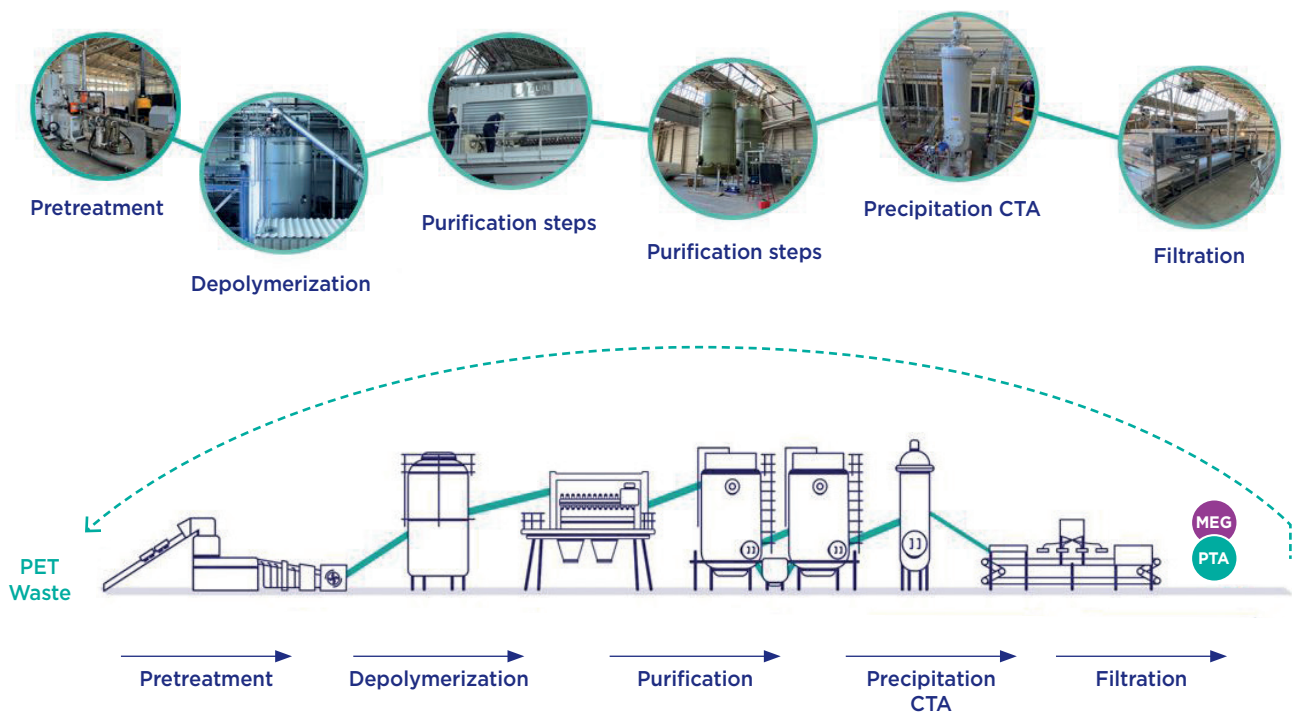 Pretreatment
Depolymerization
Purification steps
Purification steps
Precipitation CTA
Filtration
MEG
PTA
PET
Waste
Pretreatment
Depolymerization
Purification
Precipitation
CTA
Filtration